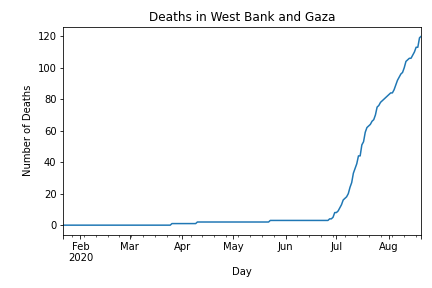 Deaths in West Bank and Gaza
120
100
80
60
40
20
0
Number of Deaths
Feb Mar Apr May Jun Jul Aug
2020
Day